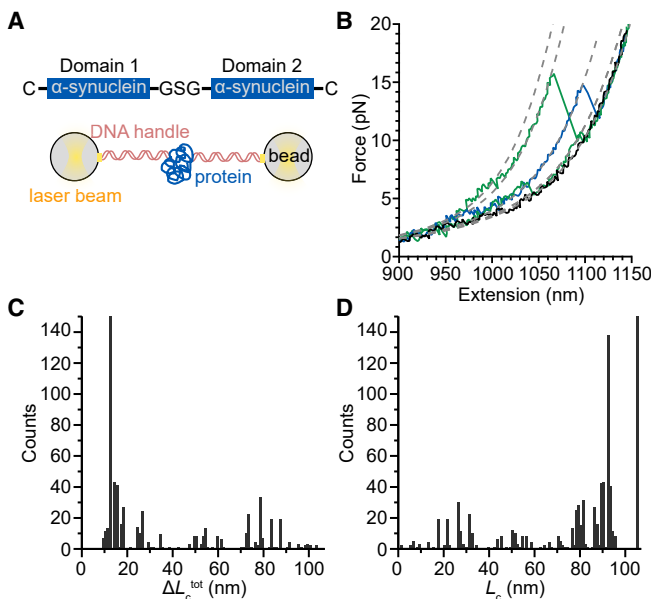 A
Domain 1 Domain 2
C α-synuclein GSG α-synuclein C
DNA handle
bead
protein
laser beam
B
Force (pN)
20
15
10
5
0
900 950 1000 1050 1100 1150
Extension (nm)
C
Counts
140
120
100
80
60
40
20
0
0 20 40 60 80 100
ΔL_c^tot (nm)
D
Counts
140
120
100
80
60
40
20
0
0 20 40 60 80 100
L_c (nm)